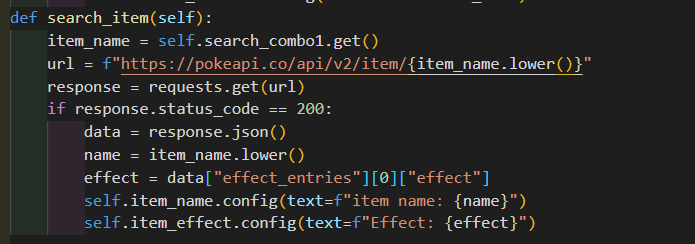 def search_item(self):
    item_name = self.search_combo1.get()
    url = f"https://pokeapi.co/api/v2/item/{item_name.lower()}"
    response = requests.get(url)
    if response.status_code == 200:
        data = response.json()
        name = item_name.lower()
        effect = data["effect_entries"][0]["effect"]
        self.item_name.config(text=f"item name: {name}")
        self.item_effect.config(text=f"Effect: {effect}")